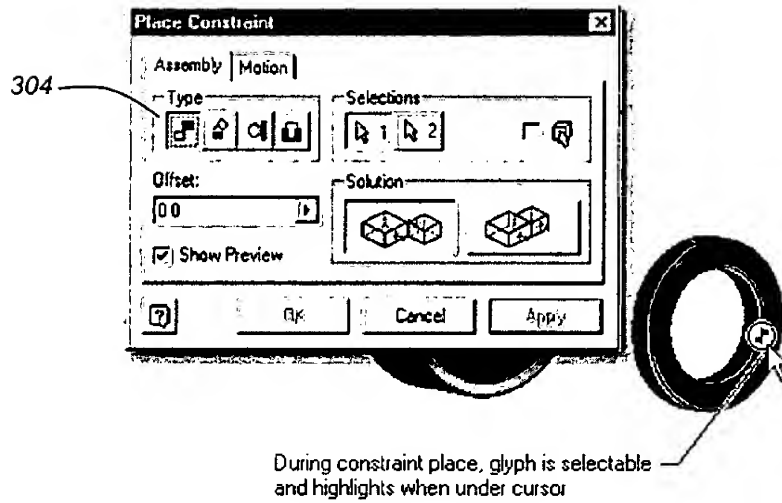 Place Constraint
Assembly Motion
304
Type Selections
1 2
Offset: Solution
0.0
Show Preview
OK Cancel Apply
During constraint place, glyph is selectable
and highlights when under cursor